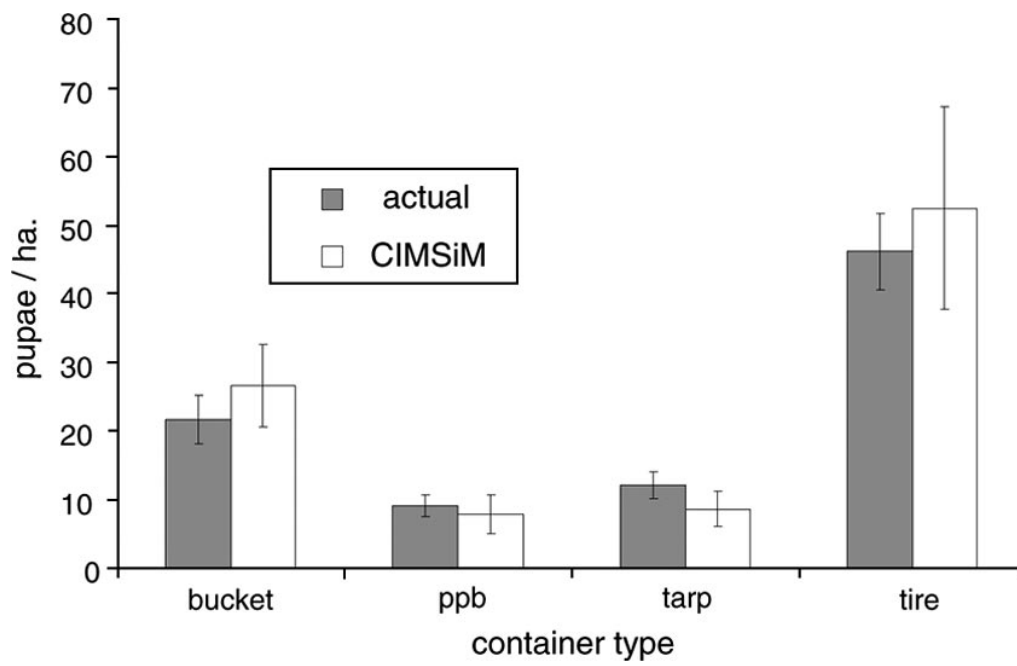 80
70
60
50
40
30
20
10
0
pupae / ha.
actual
CIMSiM
bucket ppb tarp tire
container type